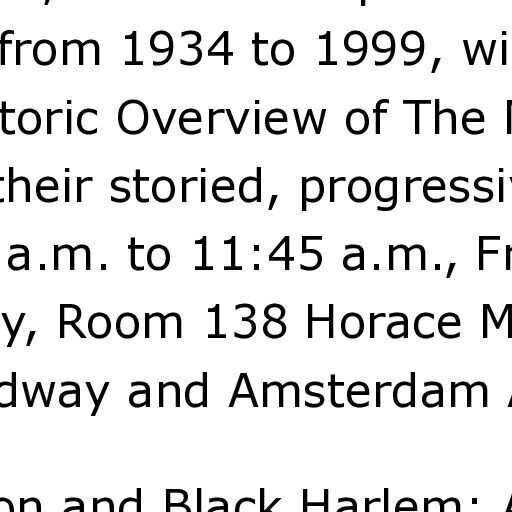 from 1934 to 1999, wi
toric Overview of The
their storied, progressiv
a.m. to 11:45 a.m., Fr
y, Room 138 Horace M
dway and Amsterdam
on and Black Harlem: